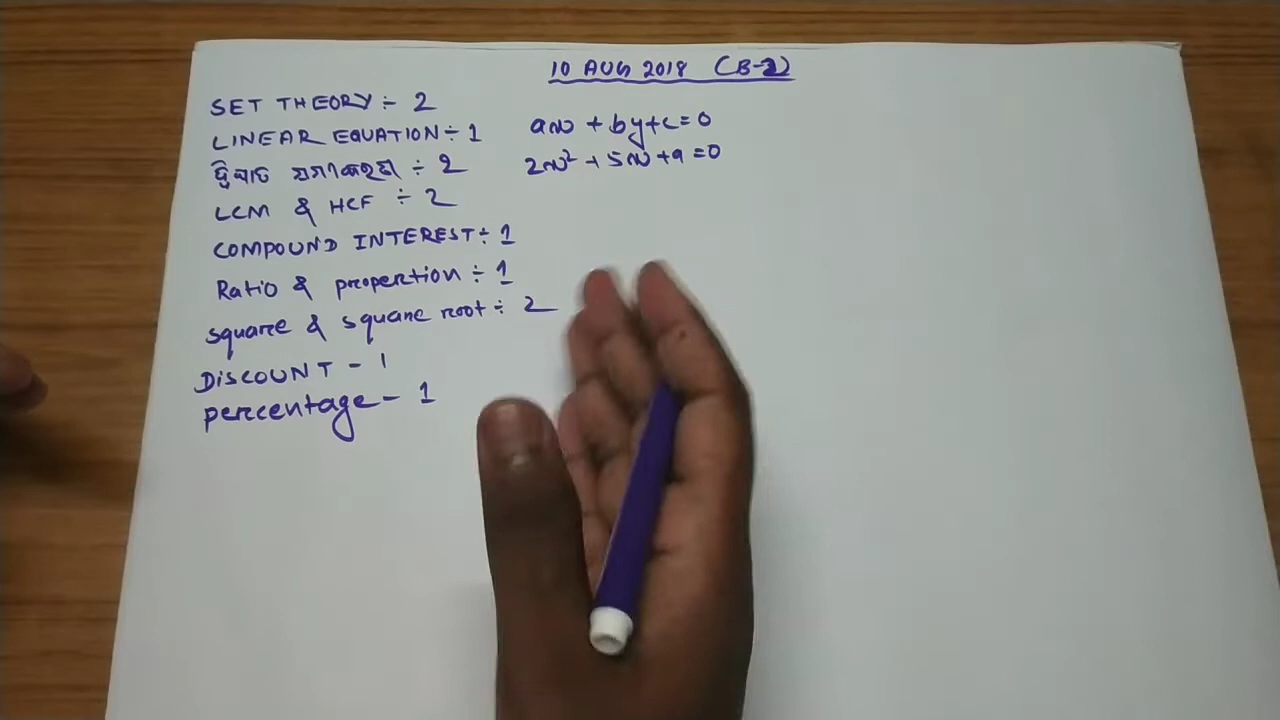 10 AUG 2018 (B-2)
SET THEORY ÷ 2
LINEAR EQUATION ÷ 1
ax + by + c = 0
ଦ୍ୱିଘାତ ସମୀକରଣ ÷ 2
2x² + 5x + 9 = 0
LCM & HCF ÷ 2
COMPOUND INTEREST ÷ 1
Ratio & propertion ÷ 1
square & square root ÷ 2
DISCOUNT - 1
percentage - 1